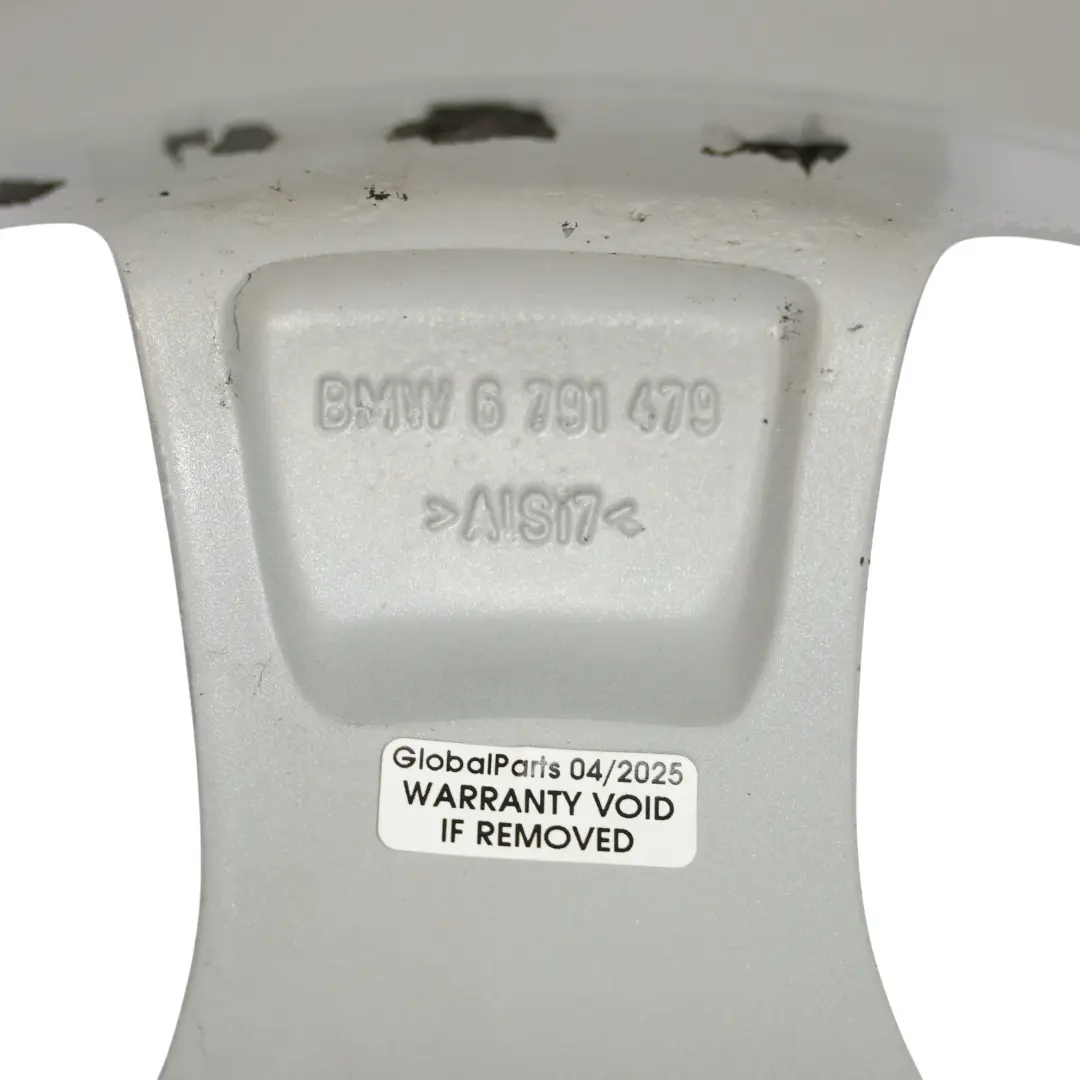 BMW 6 791 479
>AlSi7<
GlobalParts 04/2025
WARRANTY VOID
IF REMOVED